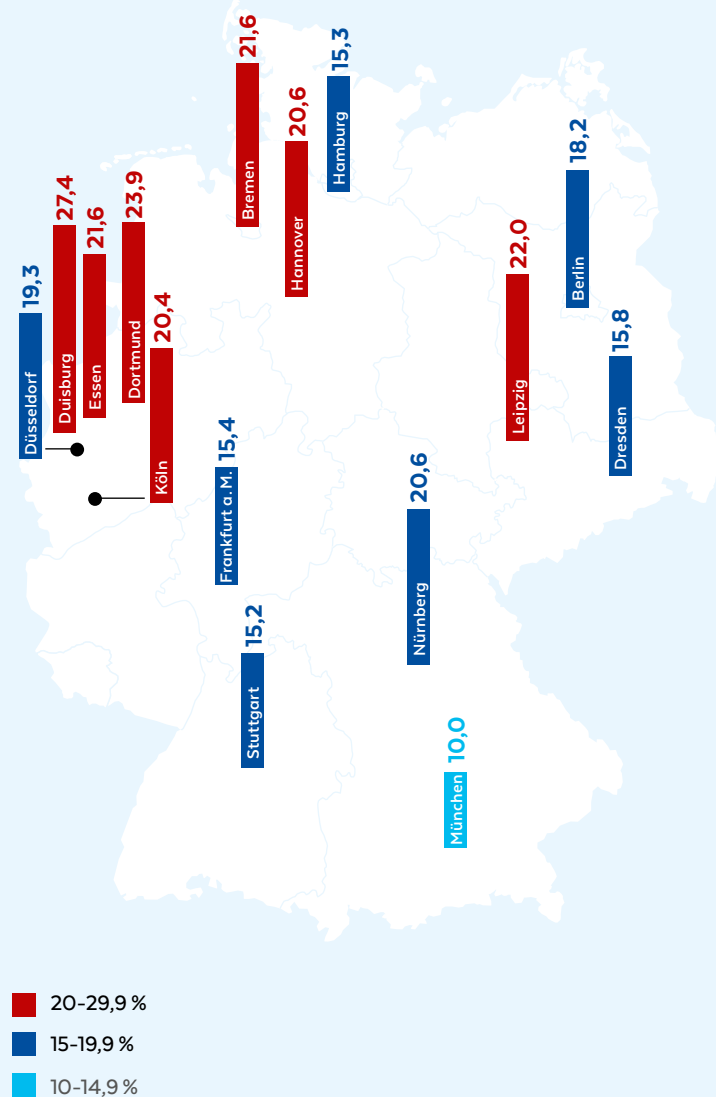 21,6
Bremen
20,6
Hannover
15,3
Hamburg
18,2
Berlin
19,3
Düsseldorf
27,4
Duisburg
21,6
Essen
23,9
Dortmund
20,4
Köln
22,0
Leipzig
15,8
Dresden
15,4
Frankfurt a. M.
20,6
Nürnberg
15,2
Stuttgart
10,0
München
20-29,9 %
15-19,9 %
10-14,9 %